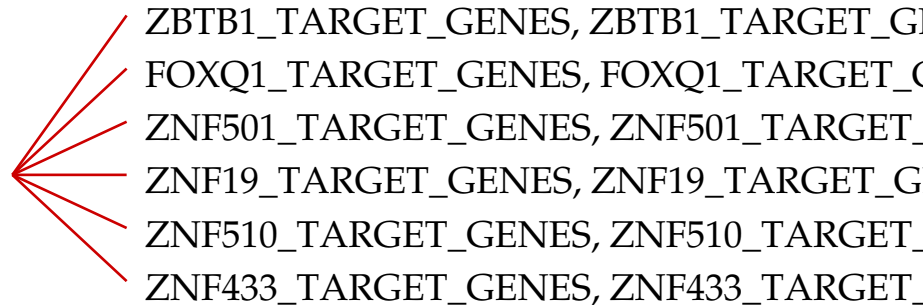 ZBTB1_TARGET_GENES, ZBTB1_TARGET_
FOXQ1_TARGET_GENES, FOXQ1_TARGET_
ZNF501_TARGET_GENES, ZNF501_TARGET_
ZNF19_TARGET_GENES, ZNF19_TARGET_
ZNF510_TARGET_GENES, ZNF510_TARGET_
ZNF433_TARGET_GENES, ZNF433_TARGET_